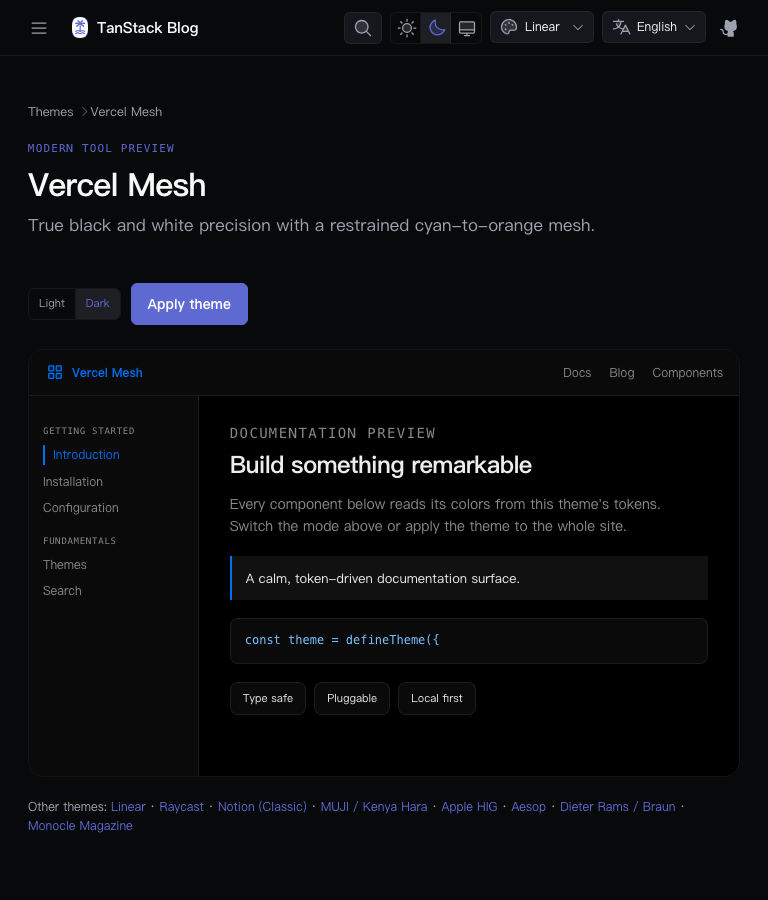 TanStack Blog
Linear
English
Themes
Vercel Mesh
MODERN TOOL PREVIEW
Vercel Mesh
True black and white precision with a restrained cyan-to-orange mesh.
Light
Dark
Apply theme
Vercel Mesh
Docs
Blog
Components
GETTING STARTED
Introduction
Installation
Configuration
FUNDAMENTALS
Themes
Search
DOCUMENTATION PREVIEW
Build something remarkable
Every component below reads its colors from this theme's tokens.
Switch the mode above or apply the theme to the whole site.
A calm, token-driven documentation surface.
const theme = defineTheme({
Type safe
Pluggable
Local first
Other themes: Linear · Raycast · Notion (Classic) · MUJI / Kenya Hara · Apple HIG · Aesop · Dieter Rams / Braun ·
Monocle Magazine